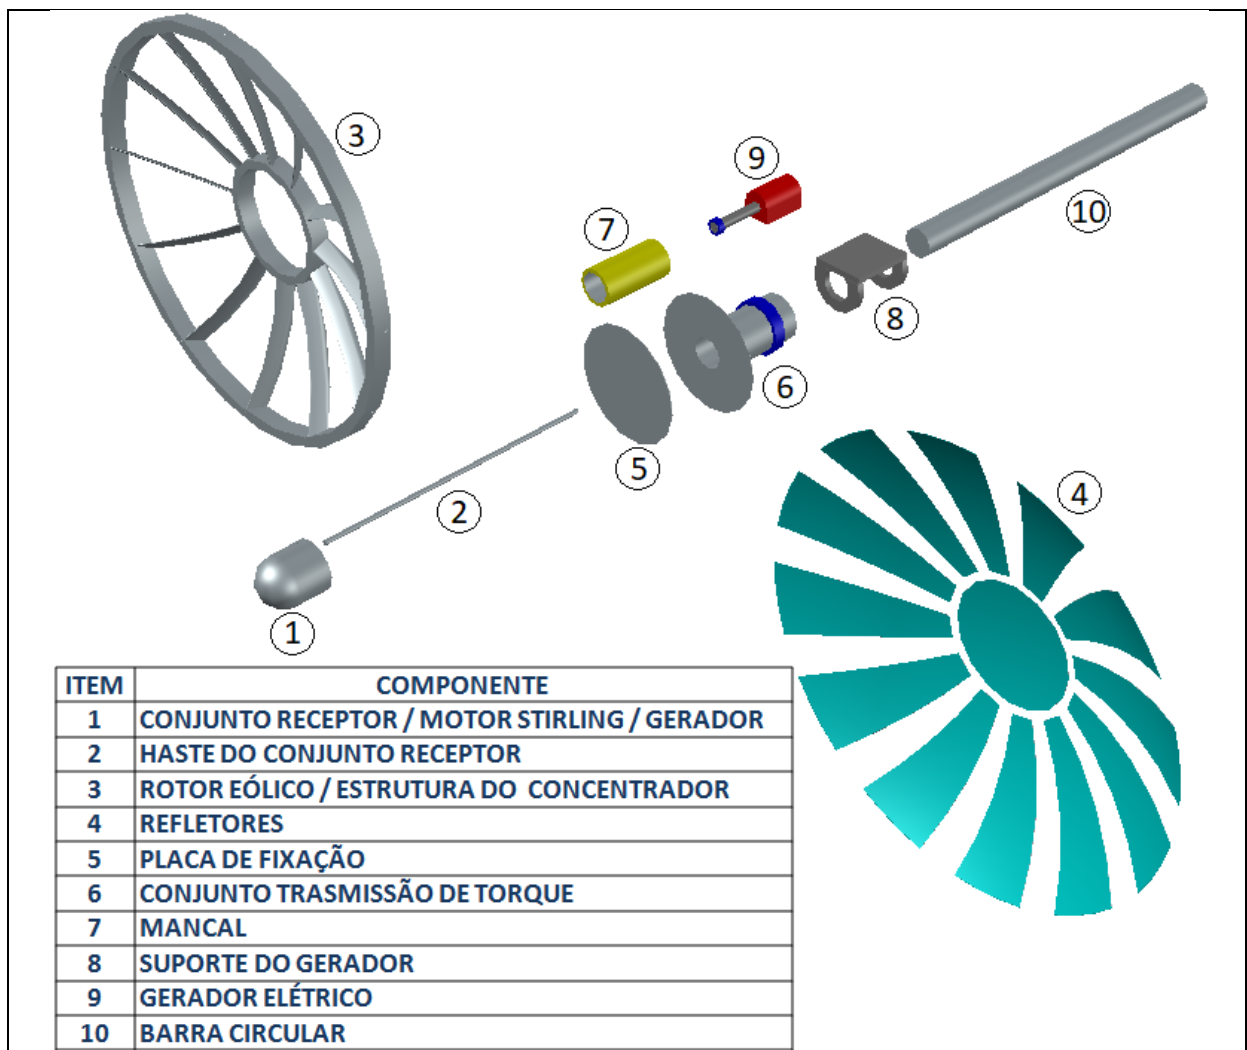 3
9
10
7
8
6
5
4
2
1
ITEM COMPONENTE
1 CONJUNTO RECEPTOR / MOTOR STIRLING / GERADOR
2 HASTE DO CONJUNTO RECEPTOR
3 ROTOR EÓLICO / ESTRUTURA DO CONCENTRADOR
4 REFLETORES
5 PLACA DE FIXAÇÃO
6 CONJUNTO TRASMISSÃO DE TORQUE
7 MANCAL
8 SUPORTE DO GERADOR
9 GERADOR ELÉTRICO
10 BARRA CIRCULAR